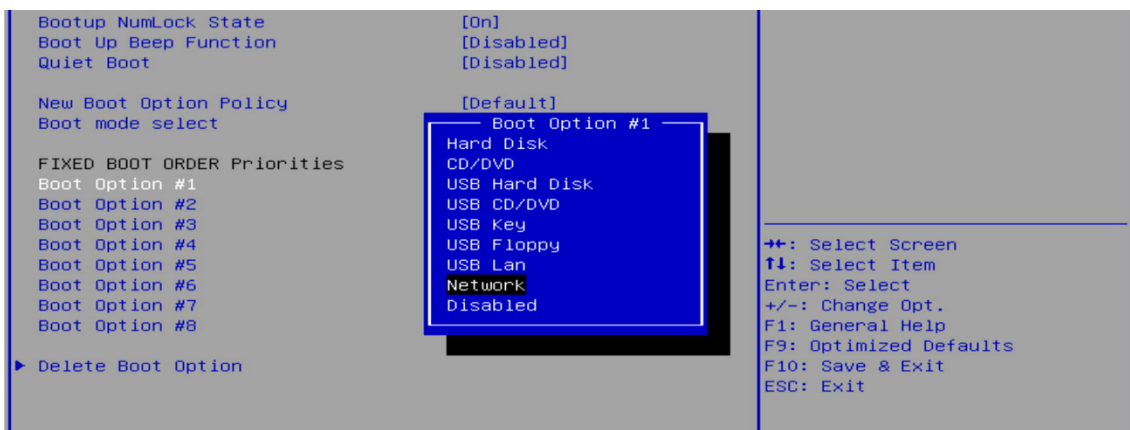 Bootup NumLock State [On]
Boot Up Beep Function [Disabled]
Quiet Boot [Disabled]
New Boot Option Policy [Default]
Boot mode select
FIXED BOOT ORDER Priorities
Boot Option #1
Boot Option #2
Boot Option #3
Boot Option #4
Boot Option #5
Boot Option #6
Boot Option #7
Boot Option #8
Delete Boot Option
Boot Option #1
Hard Disk
CD/DVD
USB Hard Disk
USB CD/DVD
USB Key
USB Floppy
USB Lan
Network
Disabled
→←: Select Screen
↑↓: Select Item
Enter: Select
+/-: Change Opt.
F1: General Help
F9: Optimized Defaults
F10: Save & Exit
ESC: Exit